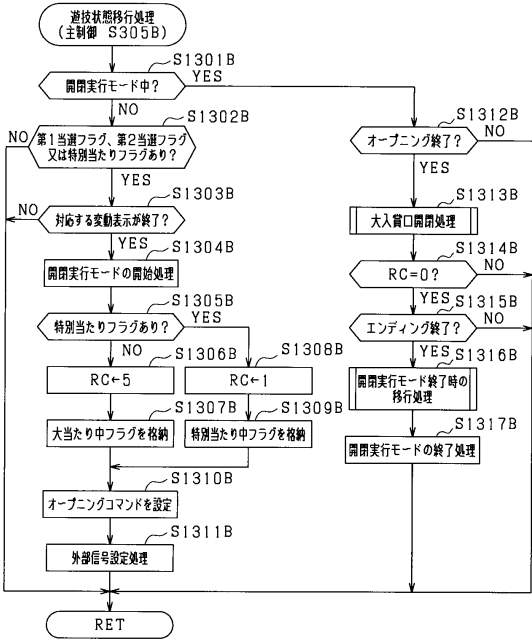 遊技状態移行処理
(主制御 S305B)
S1301B
開閉実行モード中?
YES
NO
S1302B
第1当選フラグ、第2当選フラグ
又は特別当たりフラグあり?
NO
YES
S1303B
対応する変動表示が終了?
NO
YES
S1304B
開閉実行モードの開始処理
S1305B
特別当たりフラグあり?
YES
NO
S1306B
RC←5
S1308B
RC←1
S1307B
大当たり中フラグを格納
S1309B
特別当たり中フラグを格納
S1310B
オープニングコマンドを設定
S1311B
外部信号設定処理
RET
S1312B
オープニング終了?
NO
YES
S1313B
大入賞口開閉処理
S1314B
RC=0?
NO
YES
S1315B
エンディング終了?
NO
YES
S1316B
開閉実行モード終了時の
移行処理
S1317B
開閉実行モードの終了処理